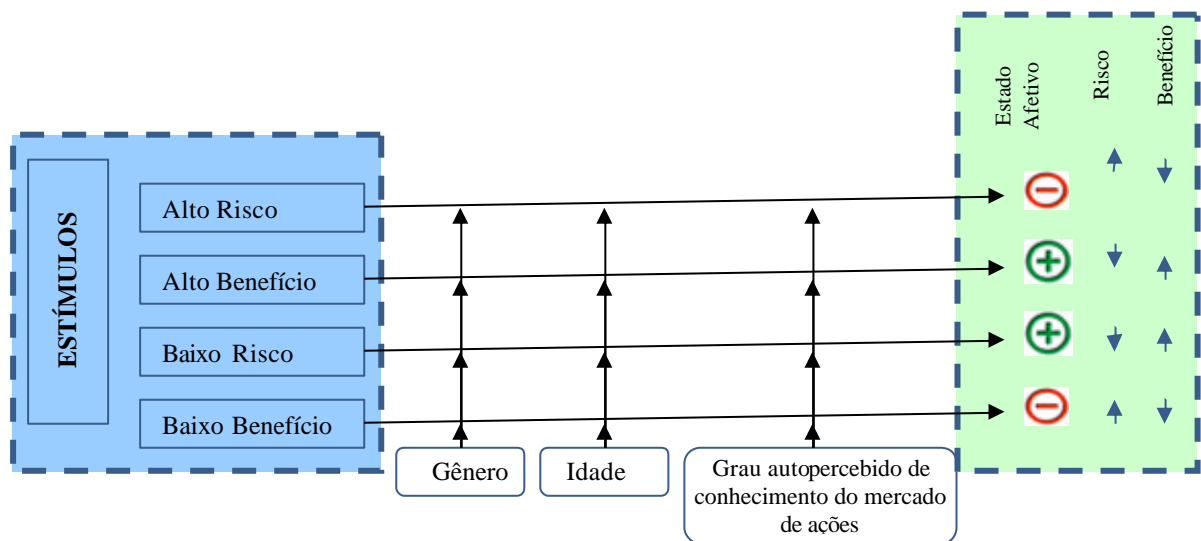 ESTÍMULOS
Alto Risco
Alto Benefício
Baixo Risco
Baixo Benefício
Gênero
Idade
Grau autopercebido de
conhecimento do mercado
de ações
Estado
Afetivo
Risco
Benefício